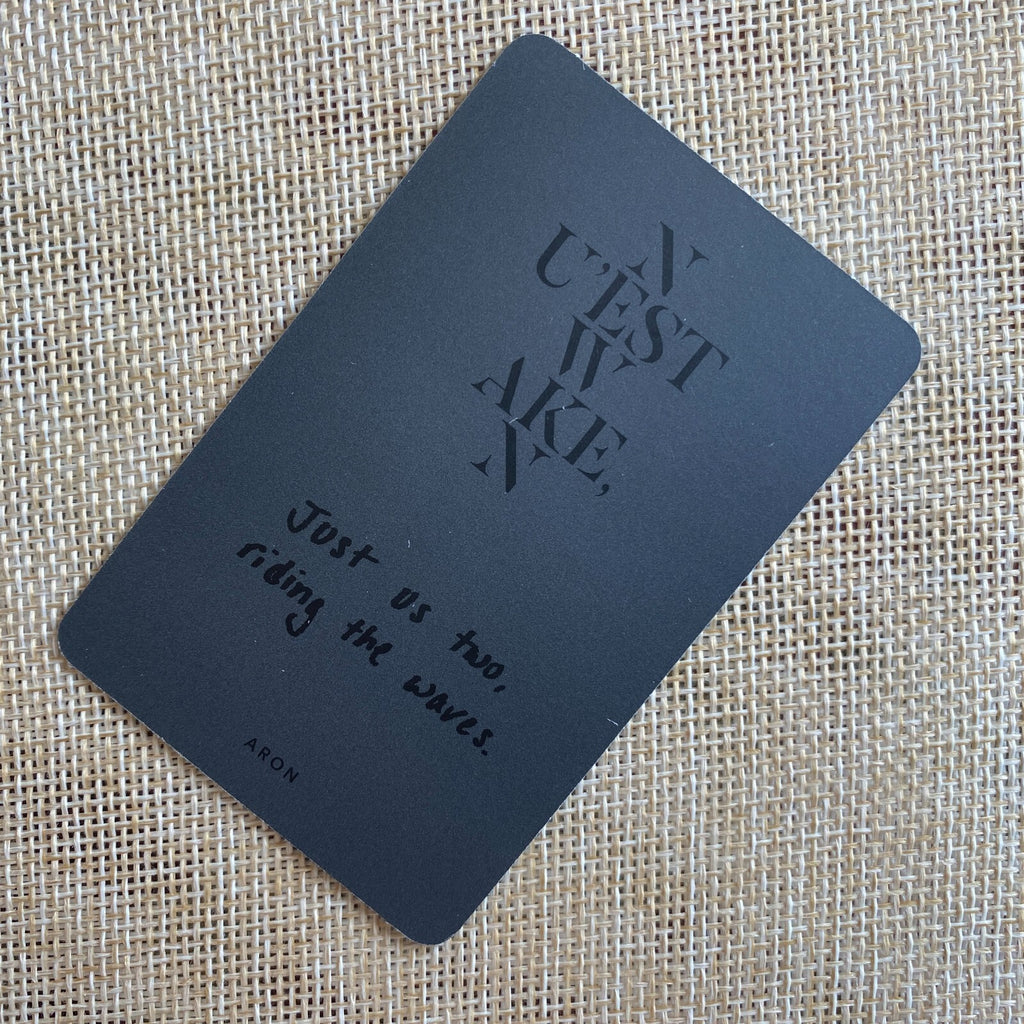 N
U'EST
W
AKE,
N
Just us two,
riding the waves.
ARON